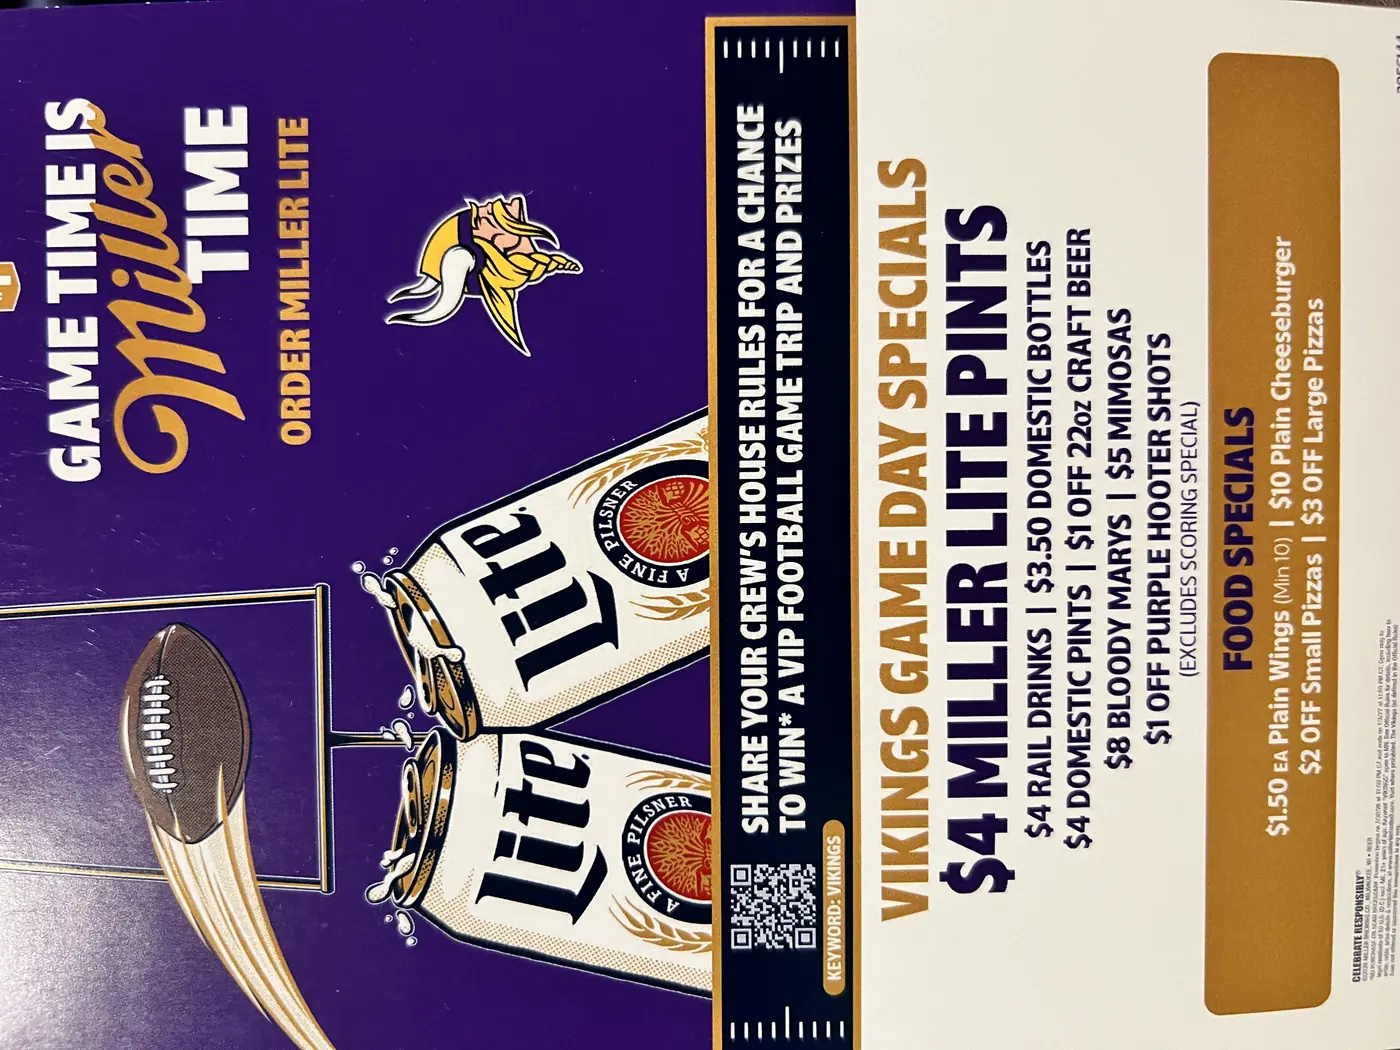 GAME TIME IS
Miller
TIME
ORDER MILLER LITE
Lite
A FINE PILSNER
Lite
A FINE PILSNER
SHARE YOUR CREW'S HOUSE RULES FOR A CHANCE
TO WIN* A VIP FOOTBALL GAME TRIP AND PRIZES
KEYWORD: VIKINGS
VIKINGS GAME DAY SPECIALS
$4 MILLER LITE PINTS
$4 RAIL DRINKS | $3.50 DOMESTIC BOTTLES
$4 DOMESTIC PINTS | $1 OFF 22oz CRAFT BEER
$8 BLOODY MARYS | $5 MIMOSAS
$1 OFF PURPLE HOOTER SHOTS
(EXCLUDES SCORING SPECIAL)
FOOD SPECIALS
$1.50 EA Plain Wings (Min 10) | $10 Plain Cheeseburger
$2 OFF Small Pizzas | $3 OFF Large Pizzas
CELEBRATE RESPONSIBLY®